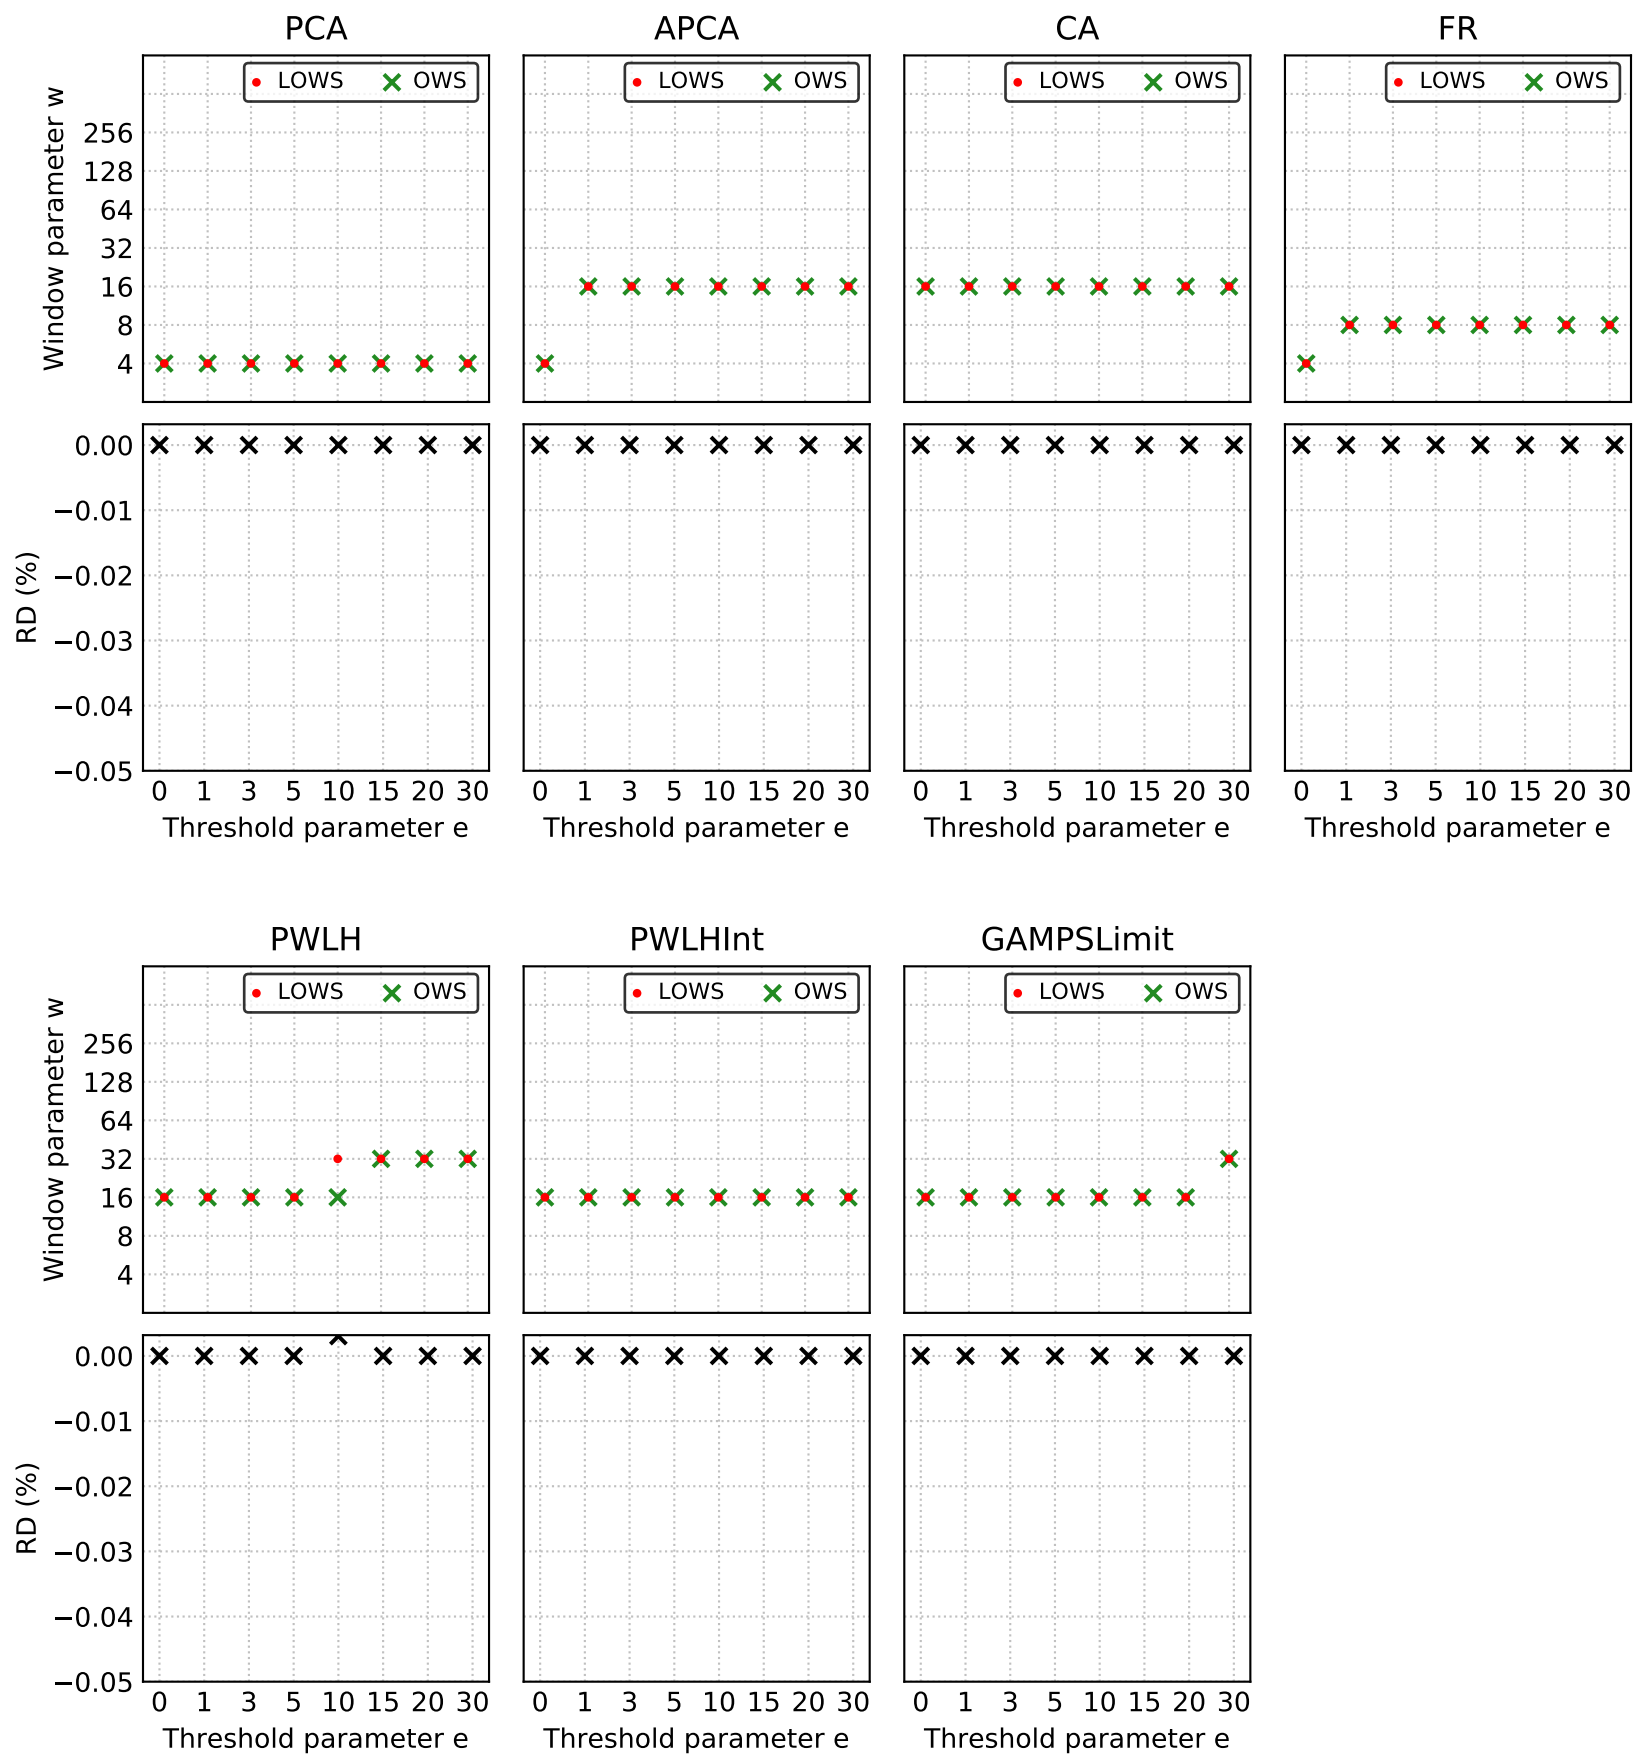 PCA APCA CA FR
LOWS OWS LOWS OWS LOWS OWS LOWS OWS
Window parameter w
256
128
64
32
16
8
4
RD (%)
0.00
−0.01
−0.02
−0.03
−0.04
−0.05
0 1 3 5 10 15 20 30 0 1 3 5 10 15 20 30 0 1 3 5 10 15 20 30 0 1 3 5 10 15 20 30
Threshold parameter e Threshold parameter e Threshold parameter e Threshold parameter e
PWLH PWLHInt GAMPSLimit
LOWS OWS LOWS OWS LOWS OWS
Window parameter w
256
128
64
32
16
8
4
RD (%)
0.00
−0.01
−0.02
−0.03
−0.04
−0.05
0 1 3 5 10 15 20 30 0 1 3 5 10 15 20 30 0 1 3 5 10 15 20 30
Threshold parameter e Threshold parameter e Threshold parameter e